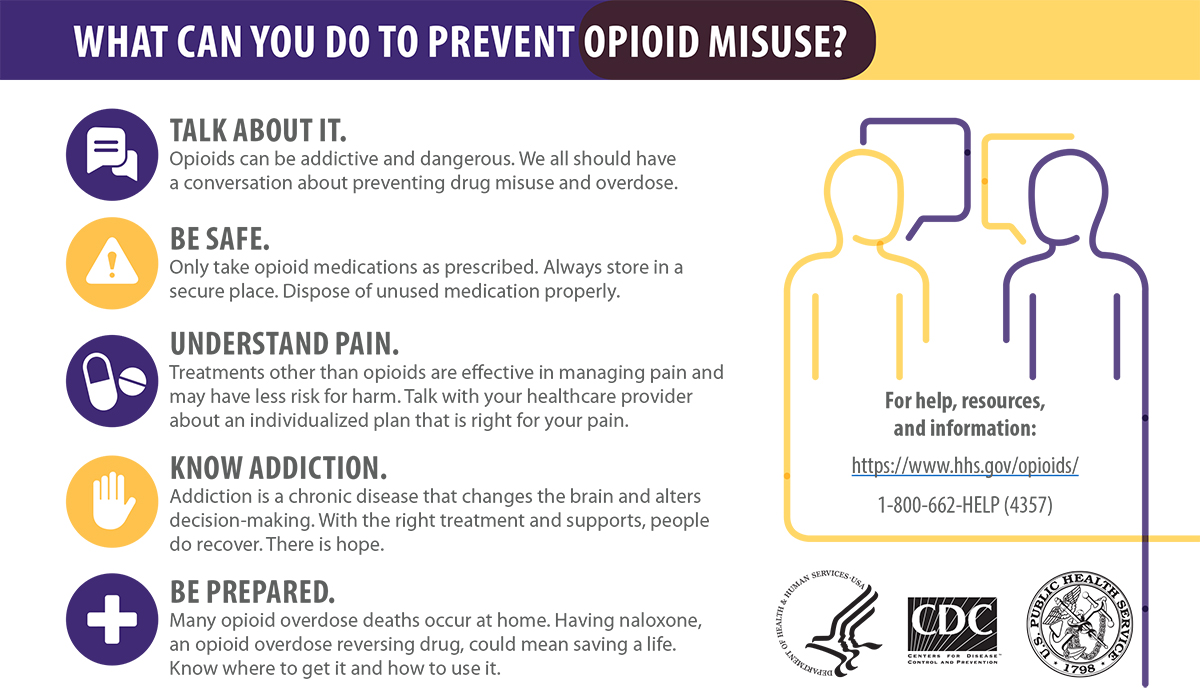 WHAT CAN YOU DO TO PREVENT OPIOID MISUSE?
TALK ABOUT IT.
Opioids can be addictive and dangerous. We all should have
a conversation about preventing drug misuse and overdose.
BE SAFE.
Only take opioid medications as prescribed. Always store in a
secure place. Dispose of unused medication properly.
UNDERSTAND PAIN.
Treatments other than opioids are effective in managing pain and
may have less risk for harm. Talk with your healthcare provider
about an individualized plan that is right for your pain.
KNOW ADDICTION.
Addiction is a chronic disease that changes the brain and alters
decision-making. With the right treatment and supports, people
do recover. There is hope.
BE PREPARED.
Many opioid overdose deaths occur at home. Having naloxone,
an opioid overdose reversing drug, could mean saving a life.
Know where to get it and how to use it.
For help, resources,
and information:
https://www.hhs.gov/opioids/
1-800-662-HELP (4357)
DEPARTMENT OF HEALTH & HUMAN SERVICES·USA
CDC
CENTERS FOR DISEASE™
CONTROL AND PREVENTION
U.S. PUBLIC HEALTH SERVICE
1798